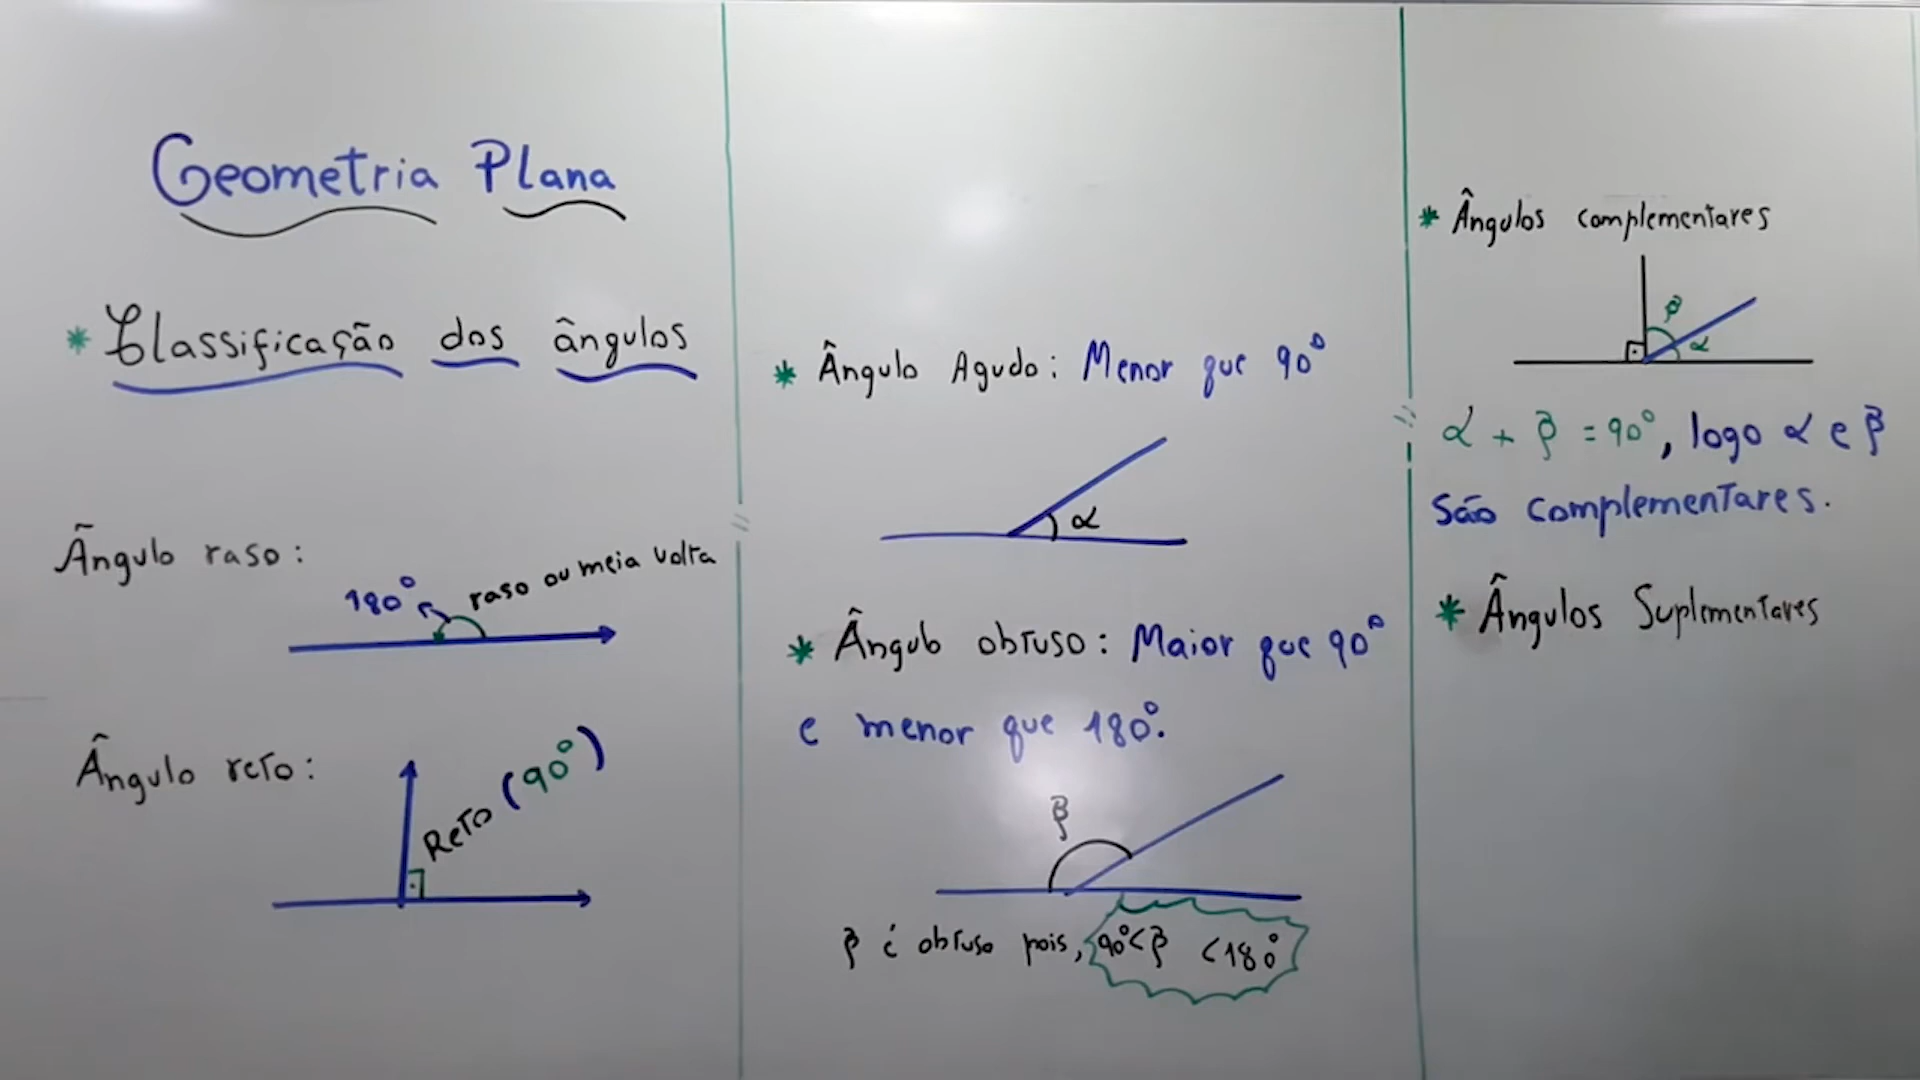 Geometria Plana
* Classificação dos ângulos
Ângulo raso:
180° raso ou meia volta
Ângulo reto:
Reto (90°)
* Ângulo Agudo: Menor que 90°
α
* Ângulo obtuso: Maior que 90°
e menor que 180°.
β
β é obtuso pois, 90°<β <180°
* Ângulos complementares
β
α
α + β = 90°, logo α e β
são complementares.
* Ângulos Suplementares